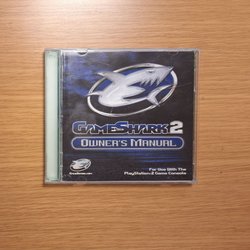 GAMESHARK 2
OWNER'S MANUAL
For Use With The
PlayStation 2 Game Console